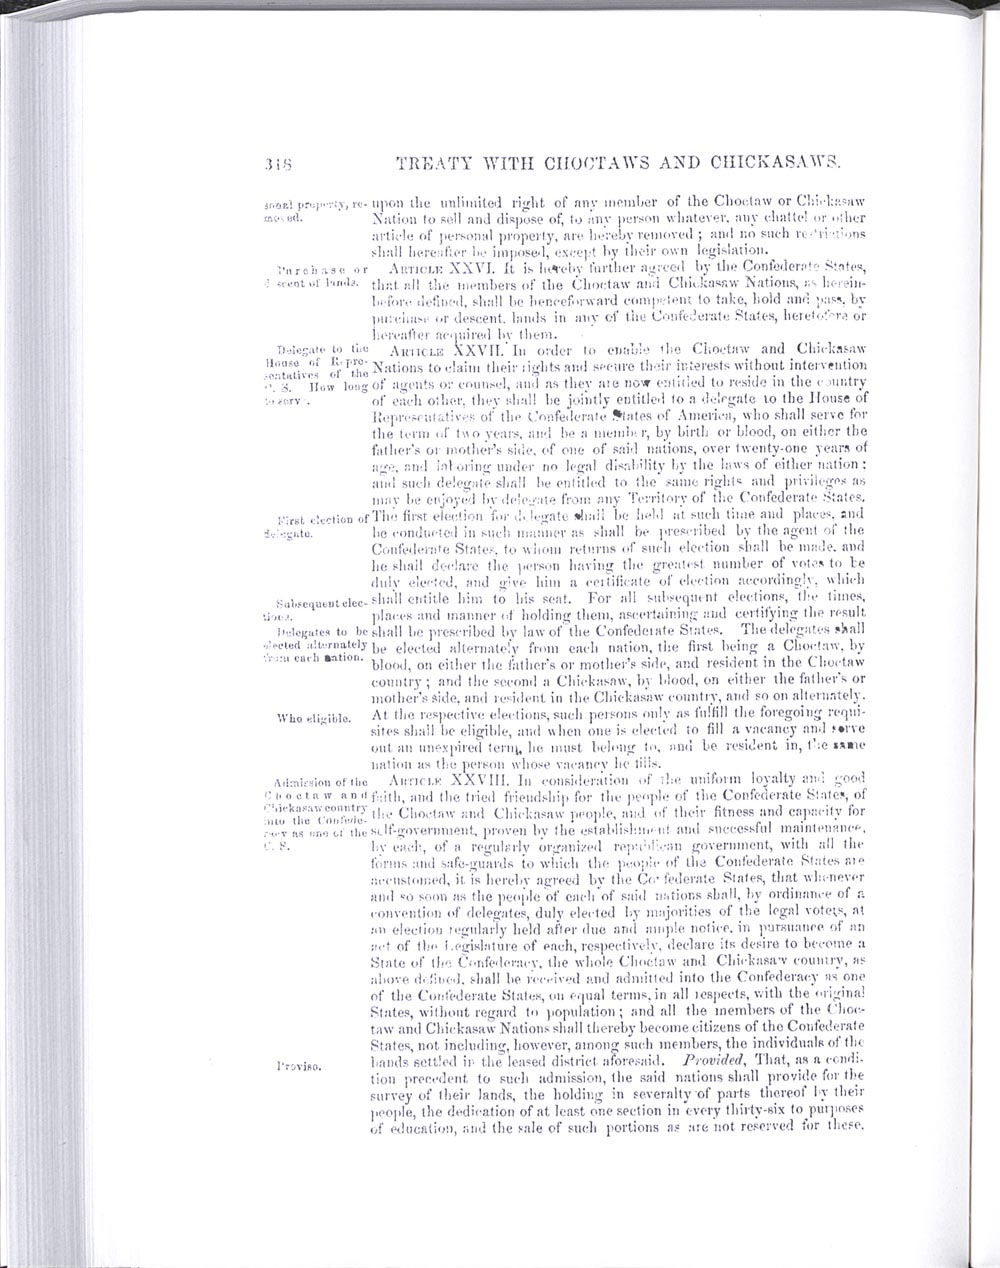 318
TREATY WITH CHOCTAWS AND CHICKASAWS.
sonal property, re-
moved.
upon the unlimited right of any member of the Choctaw or Chickasaw
Nation to sell and dispose of, to any person whatever, any chattel or other
article of personal property, are hereby removed; and no such restrictions
shall hereafter be imposed, except by their own legislation.
Purchase or
descent of lands.
ARTICLE XXVI. It is hereby further agreed by the Confederate States,
that all the members of the Choctaw and Chickasaw Nations, as herein-
before defined, shall be henceforward competent to take, hold and pass, by
purchase or descent, lands in any of the Confederate States, heretofore or
hereafter acquired by them.
Delegate to the
House of Repre-
sentatives of the
C. S. How long
to serve.
ARTICLE XXVII. In order to enable the Choctaw and Chickasaw
Nations to claim their rights and secure their interests without intervention
of agents or counsel, and as they are now entitled to reside in the country
of each other, they shall be jointly entitled to a delegate to the House of
Representatives of the Confederate States of America, who shall serve for
the term of two years, and be a member, by birth or blood, on either the
father's or mother's side, of one of said nations, over twenty-one years of
age, and laboring under no legal disability by the laws of either nation;
and such delegate shall be entitled to the same rights and privileges as
may be enjoyed by delegate from any Territory of the Confederate States.
First election of
delegate.
The first election for delegate shall be held at such time and places, and
be conducted in such manner as shall be prescribed by the agent of the
Confederate States, to whom returns of such election shall be made, and
he shall declare the person having the greatest number of votes to be
duly elected, and give him a certificate of election accordingly, which
Subsequent elec-
tions.
shall entitle him to his seat. For all subsequent elections, the times,
places and manner of holding them, ascertaining and certifying the result
Delegates to be
elected alternately
from each nation.
shall be prescribed by law of the Confederate States. The delegates shall
be elected alternately from each nation, the first being a Choctaw, by
blood, on either the father's or mother's side, and resident in the Choctaw
country; and the second a Chickasaw, by blood, on either the father's or
mother's side, and resident in the Chickasaw country, and so on alternately.
Who eligible.
At the respective elections, such persons only as fulfill the foregoing requi-
sites shall be eligible, and when one is elected to fill a vacancy and serve
out an unexpired term, he must belong to, and be resident in, the same
nation as the person whose vacancy he fills.
Admission of the
Choctaw and
Chickasaw country
into the Confede-
racy as one of the
C. S.
ARTICLE XXVIII. In consideration of the uniform loyalty and good
faith, and the tried friendship for the people of the Confederate States, of
the Choctaw and Chickasaw people, and of their fitness and capacity for
self-government, proven by the establishment and successful maintenance,
by each, of a regularly organized republican government, with all the
forms and safe-guards to which the people of the Confederate States are
accustomed, it is hereby agreed by the Confederate States, that whenever
and so soon as the people of each of said nations shall, by ordinance of a
convention of delegates, duly elected by majorities of the legal voters, at
an election regularly held after due and ample notice, in pursuance of an
act of the Legislature of each, respectively, declare its desire to become a
State of the Confederacy, the whole Choctaw and Chickasaw country, as
above defined, shall be received and admitted into the Confederacy as one
of the Confederate States, on equal terms, in all respects, with the original
States, without regard to population; and all the members of the Choc-
taw and Chickasaw Nations shall thereby become citizens of the Confederate
States, not including, however, among such members, the individuals of the
Proviso.
bands settled in the leased district aforesaid. Provided, That, as a condi-
tion precedent to such admission, the said nations shall provide for the
survey of their lands, the holding in severalty of parts thereof by their
people, the dedication of at least one section in every thirty-six to purposes
of education, and the sale of such portions as are not reserved for these,